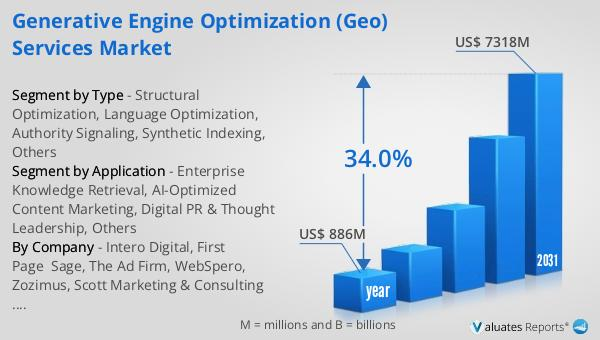 Generative Engine Optimization (Geo)
Services Market
Segment by Type - Structural
Optimization, Language Optimization,
Authority Signaling, Synthetic Indexing,
Others
Segment by Application - Enterprise
Knowledge Retrieval, AI-Optimized
Content Marketing, Digital PR & Thought
Leadership, Others
By Company - Intero Digital, First
Page Sage, The Ad Firm, WebSpero,
Zozimus, Scott Marketing & Consulting
....
US$ 7318M
34.0%
US$ 886M
year
2031
M = millions and B = billions
Valuates Reports®